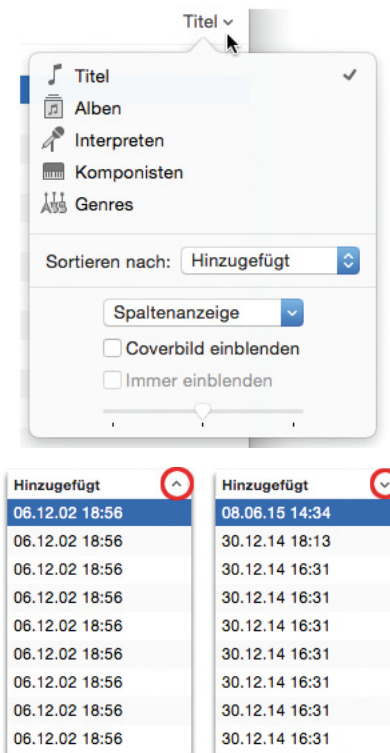 Titel
Titel
Alben
Interpreten
Komponisten
Genres
Sortieren nach: Hinzugefügt
Spaltenanzeige
Coverbild einblenden
Immer einblenden
Hinzugefügt
06.12.02 18:56
06.12.02 18:56
06.12.02 18:56
06.12.02 18:56
06.12.02 18:56
06.12.02 18:56
06.12.02 18:56
06.12.02 18:56
06.12.02 18:56
Hinzugefügt
08.06.15 14:34
30.12.14 18:13
30.12.14 16:31
30.12.14 16:31
30.12.14 16:31
30.12.14 16:31
30.12.14 16:31
30.12.14 16:31
30.12.14 16:31